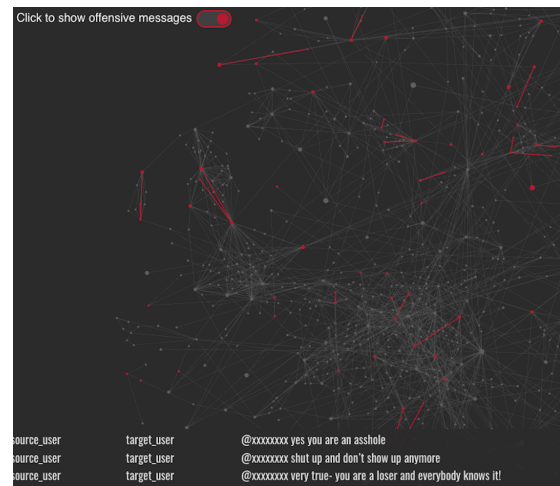 Click to show offensive messages
source_user target_user @xxxxxxxx yes you are an asshole
source_user target_user @xxxxxxxx shut up and don't show up anymore
source_user target_user @xxxxxxxx very true- you are a loser and everybody knows it!